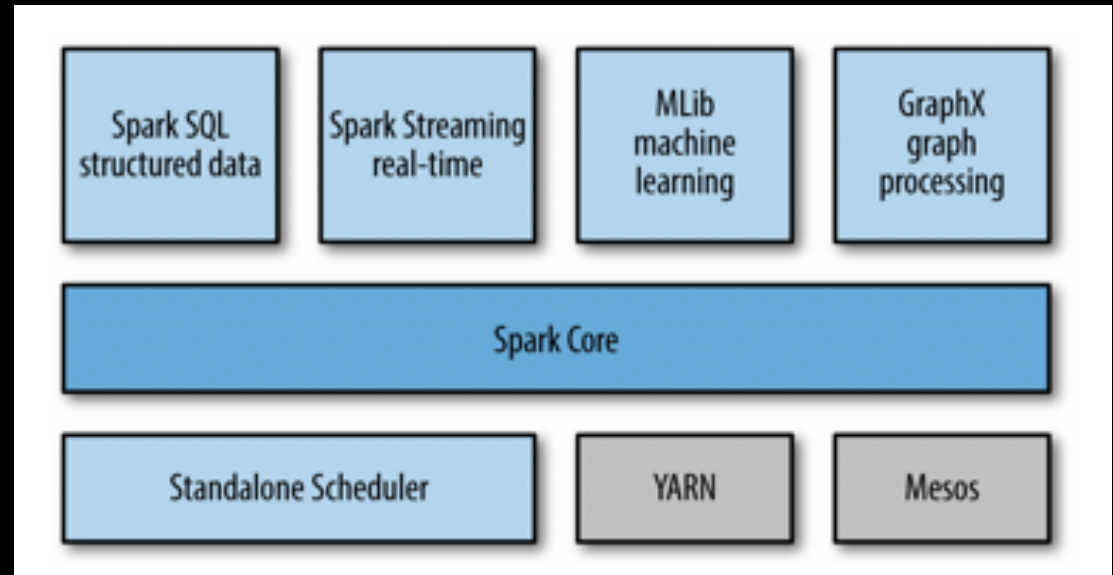 Spark SQL
structured data
Spark Streaming
real-time
MLib
machine
learning
GraphX
graph
processing
Spark Core
Standalone Scheduler
YARN
Mesos